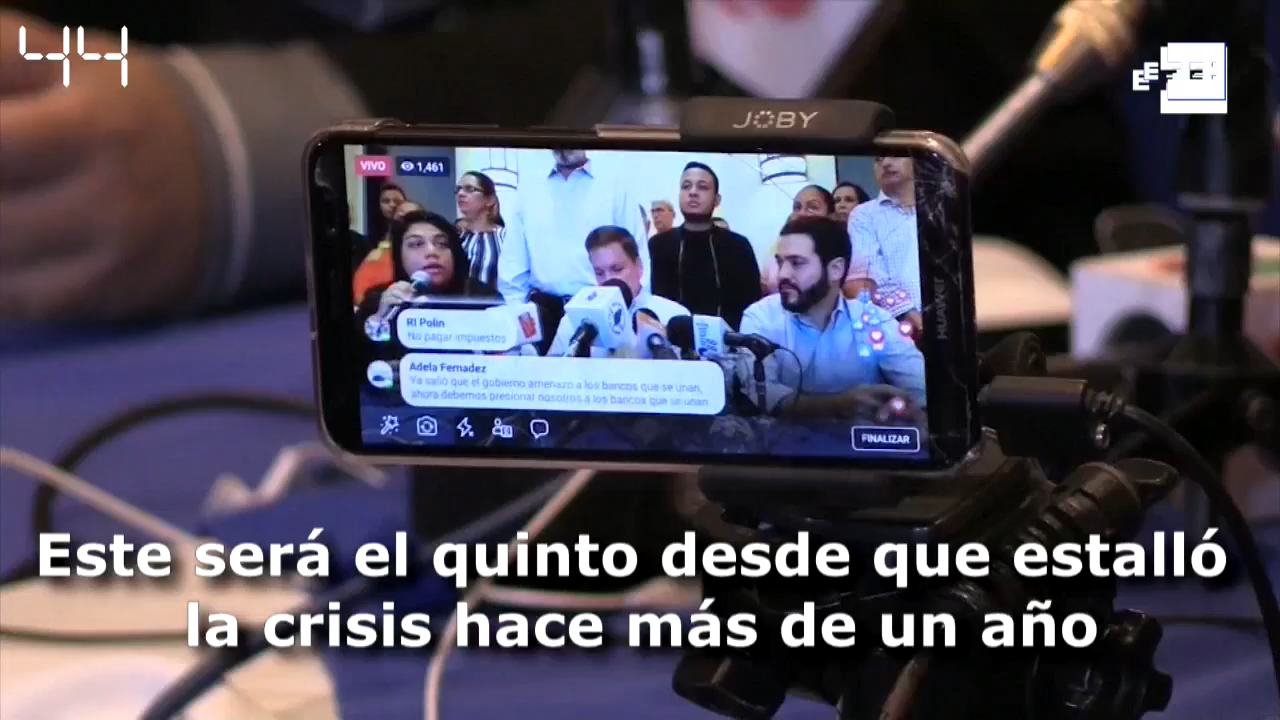 44
EFE
JOBY
VIVO
1,461
RI Polin
No pagar impuestos
Adela Fernadez
Ya salió que el gobierno amenazo a los bancos que se unan,
ahora debemos presional nosotros a los bancos que se unan
FINALIZAR
HUAWEI
Este será el quinto desde que estalló
la crisis hace más de un año